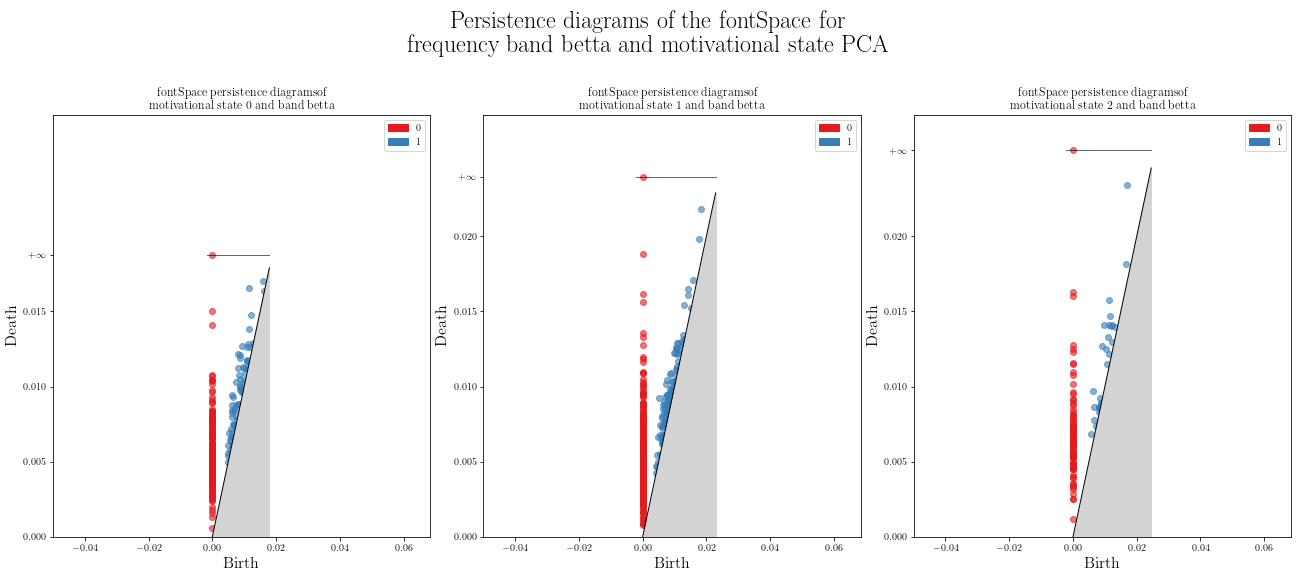 Persistence diagrams of the fontSpace for
frequency band betta and motivational state PCA
fontSpace persistence diagramsof
motivational state 0 and band betta
0
1
+∞
0.015
0.010
0.005
0.000
Death
−0.04
−0.02
0.00
0.02
0.04
0.06
Birth
fontSpace persistence diagramsof
motivational state 1 and band betta
0
1
+∞
0.020
0.015
0.010
0.005
0.000
Death
−0.04
−0.02
0.00
0.02
0.04
0.06
Birth
fontSpace persistence diagramsof
motivational state 2 and band betta
0
1
+∞
0.020
0.015
0.010
0.005
0.000
Death
−0.04
−0.02
0.00
0.02
0.04
0.06
Birth